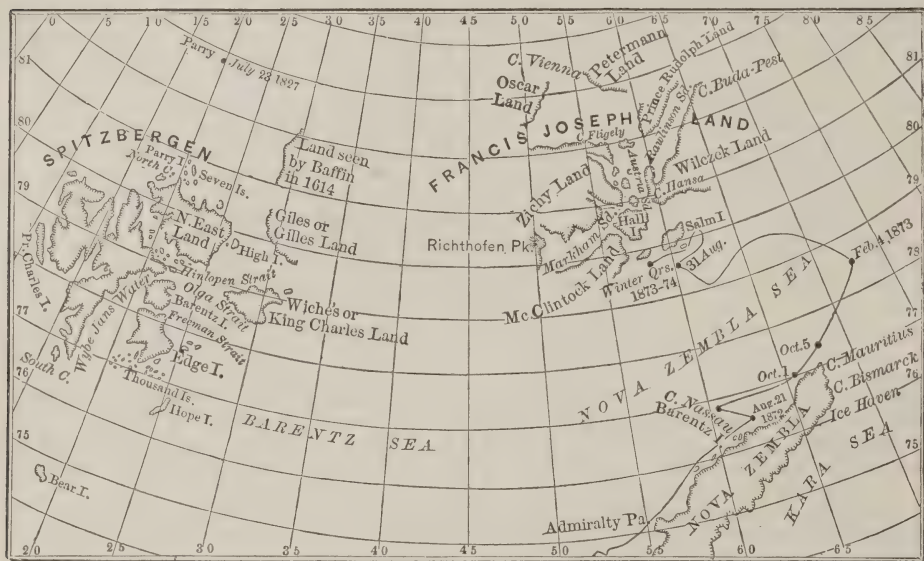 0 5 10 15 20 25 30 35 40 45 50 55 60 65 70 75 80
81
80
79
78
77
76
75
81
80
79
78
77
76
75
20 25 30 35 40 45 50 55 60 65
Parry July 23 1827
SPITZBERGEN
Parry I.
North C.
Seven Is.
Land seen
by Baffin
in 1614
N. East
Land
High I.
Giles or
Gilles Land
Pr. Charles I.
Hinlopen Strait
Olga Strait
Wybe Jans Water
Barentz I.
Freeman Strait
Wiche's or
King Charles Land
Edge I.
South C.
Thousand Is.
Hope I.
Bear I.
BARENTZ SEA
C. Vienna
Petermann
Land
Oscar
Land
Prince Rudolph Land
Rawlinson Sd.
C. Buda-Pest
FRANCIS JOSEPH LAND
Fligely
Austria Sd.
Wilczek Land
C. Hansa
Zichy Land
Hall
I.
Salm I.
Richthofen Pk.
Markham Sd.
Mc. Clintock Land
Winter Qrs.
1873-74
31 Aug.
Feb. 4, 1873
NOVA ZEMBLA SEA
Oct. 5
Oct. 1
C. Mauritius
C. Bismarck
Ice Haven
C. Nassau
Barentz
I.
Aug. 21
1872
NOVA ZEMBLA
KARA SEA
Admiralty Pa.